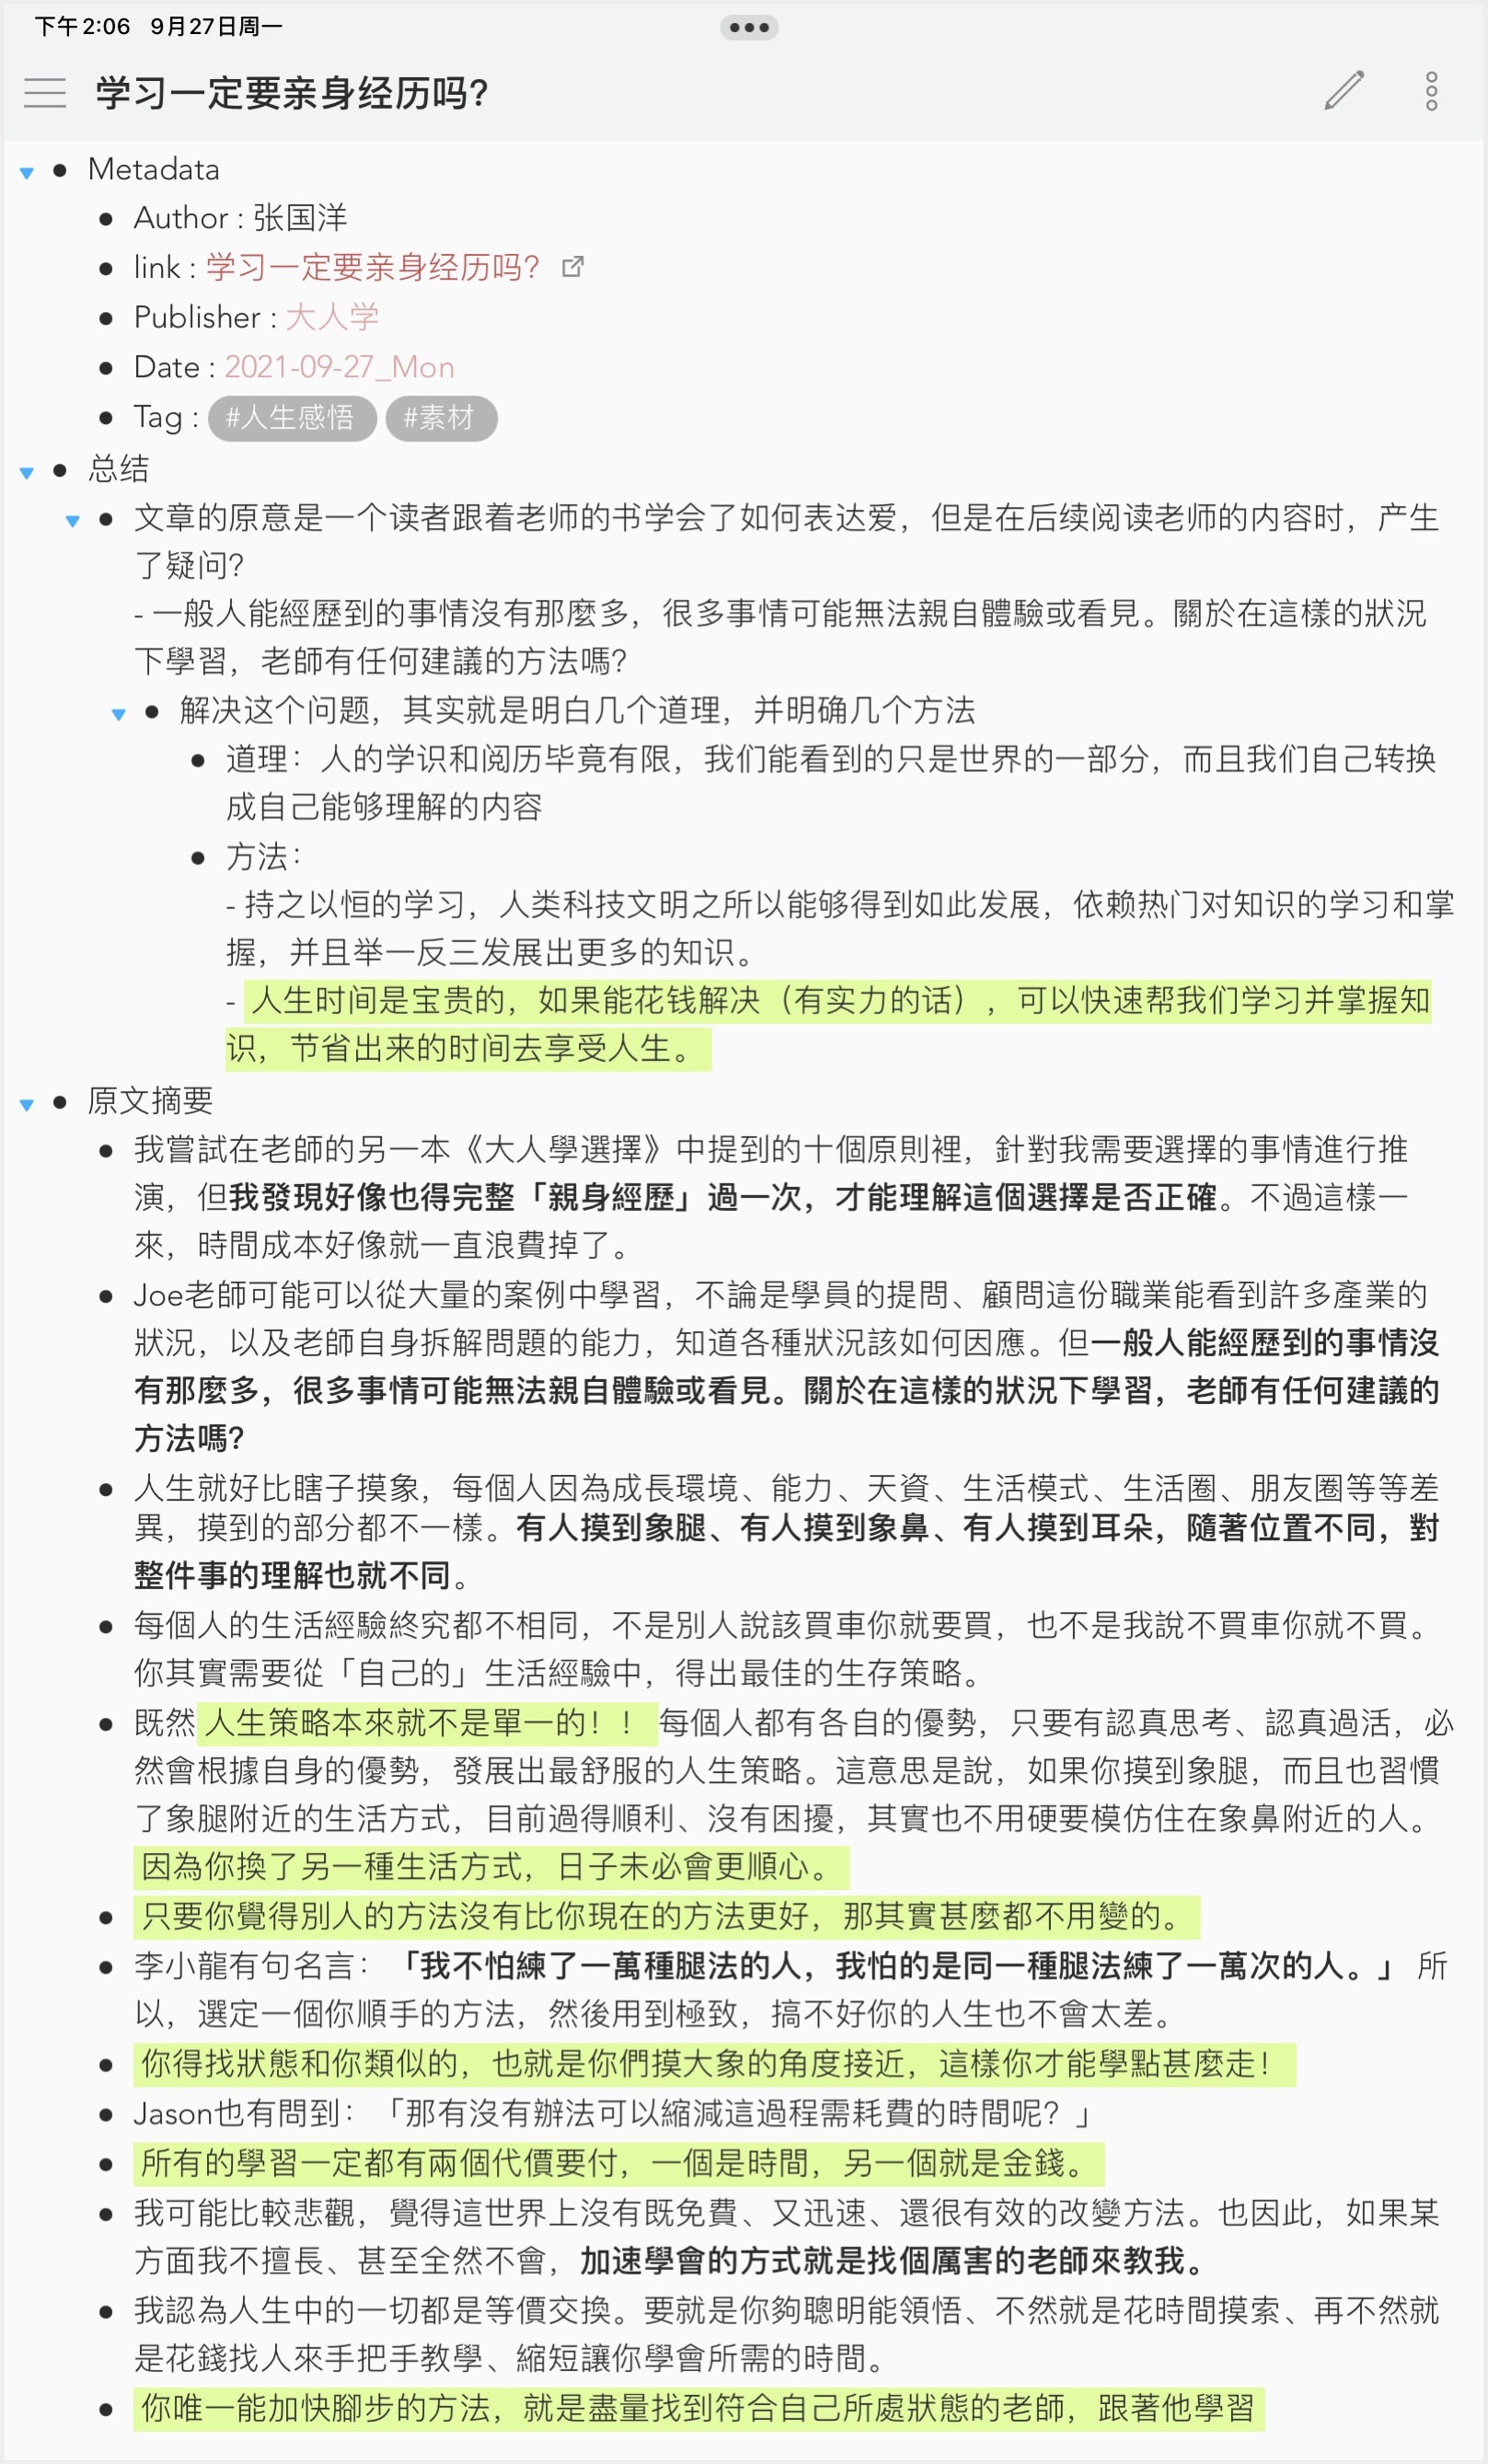 下午2:06 9月27日周一
学习一定要亲身经历吗?
Metadata
Author : 张国洋
link : 学习一定要亲身经历吗?
Publisher : 大人学
Date : 2021-09-27_Mon
Tag : #人生感悟 #素材
总结
文章的原意是一个读者跟着老师的书学会了如何表达爱，但是在后续阅读老师的内容时，产生
了疑问?
- 一般人能經歷到的事情沒有那麼多，很多事情可能無法親自體驗或看見。關於在這樣的狀況
下學習，老師有任何建議的方法嗎?
解决这个问题，其实就是明白几个道理，并明确几个方法
道理：人的学识和阅历毕竟有限，我们能看到的只是世界的一部分，而且我们自己转换
成自己能够理解的内容
方法：
- 持之以恒的学习，人类科技文明之所以能够得到如此发展，依赖热门对知识的学习和掌
握，并且举一反三发展出更多的知识。
- 人生时间是宝贵的，如果能花钱解决（有实力的话），可以快速帮我们学习并掌握知
识，节省出来的时间去享受人生。
原文摘要
我嘗試在老師的另一本《大人學選擇》中提到的十個原則裡，針對我需要選擇的事情進行推
演，但我發現好像也得完整「親身經歷」過一次，才能理解這個選擇是否正確。不過這樣一
來，時間成本好像就一直浪費掉了。
Joe老師可能可以從大量的案例中學習，不論是學員的提問、顧問這份職業能看到許多產業的
狀況，以及老師自身拆解問題的能力，知道各種狀況該如何因應。但一般人能經歷到的事情沒
有那麼多，很多事情可能無法親自體驗或看見。關於在這樣的狀況下學習，老師有任何建議的
方法嗎?
人生就好比瞎子摸象，每個人因為成長環境、能力、天資、生活模式、生活圈、朋友圈等等差
異，摸到的部分都不一樣。有人摸到象腿、有人摸到象鼻、有人摸到耳朵，隨著位置不同，對
整件事的理解也就不同。
每個人的生活經驗終究都不相同，不是別人說該買車你就要買，也不是我說不買車你就不買。
你其實需要從「自己的」生活經驗中，得出最佳的生存策略。
既然人生策略本來就不是單一的！！每個人都有各自的優勢，只要有認真思考、認真過活，必
然會根據自身的優勢，發展出最舒服的人生策略。這意思是說，如果你摸到象腿，而且也習慣
了象腿附近的生活方式，目前過得順利、沒有困擾，其實也不用硬要模仿住在象鼻附近的人。
因為你換了另一種生活方式，日子未必會更順心。
只要你覺得別人的方法沒有比你現在的方法更好，那其實甚麼都不用變的。
李小龍有句名言：「我不怕練了一萬種腿法的人，我怕的是同一種腿法練了一萬次的人。」所
以，選定一個你順手的方法，然後用到極致，搞不好你的人生也不會太差。
你得找狀態和你類似的，也就是你們摸大象的角度接近，這樣你才能學點甚麼走！
Jason也有問到：「那有沒有辦法可以縮減這過程需耗費的時間呢？」
所有的學習一定都有兩個代價要付，一個是時間，另一個就是金錢。
我可能比較悲觀，覺得這世界上沒有既免費、又迅速、還很有效的改變方法。也因此，如果某
方面我不擅長、甚至全然不會，加速學會的方式就是找個厲害的老師來教我。
我認為人生中的一切都是等價交換。要就是你夠聰明能領悟、不然就是花時間摸索、再不然就
是花錢找人來手把手教學、縮短讓你學會所需的時間。
你唯一能加快腳步的方法，就是盡量找到符合自己所處狀態的老師，跟著他學習